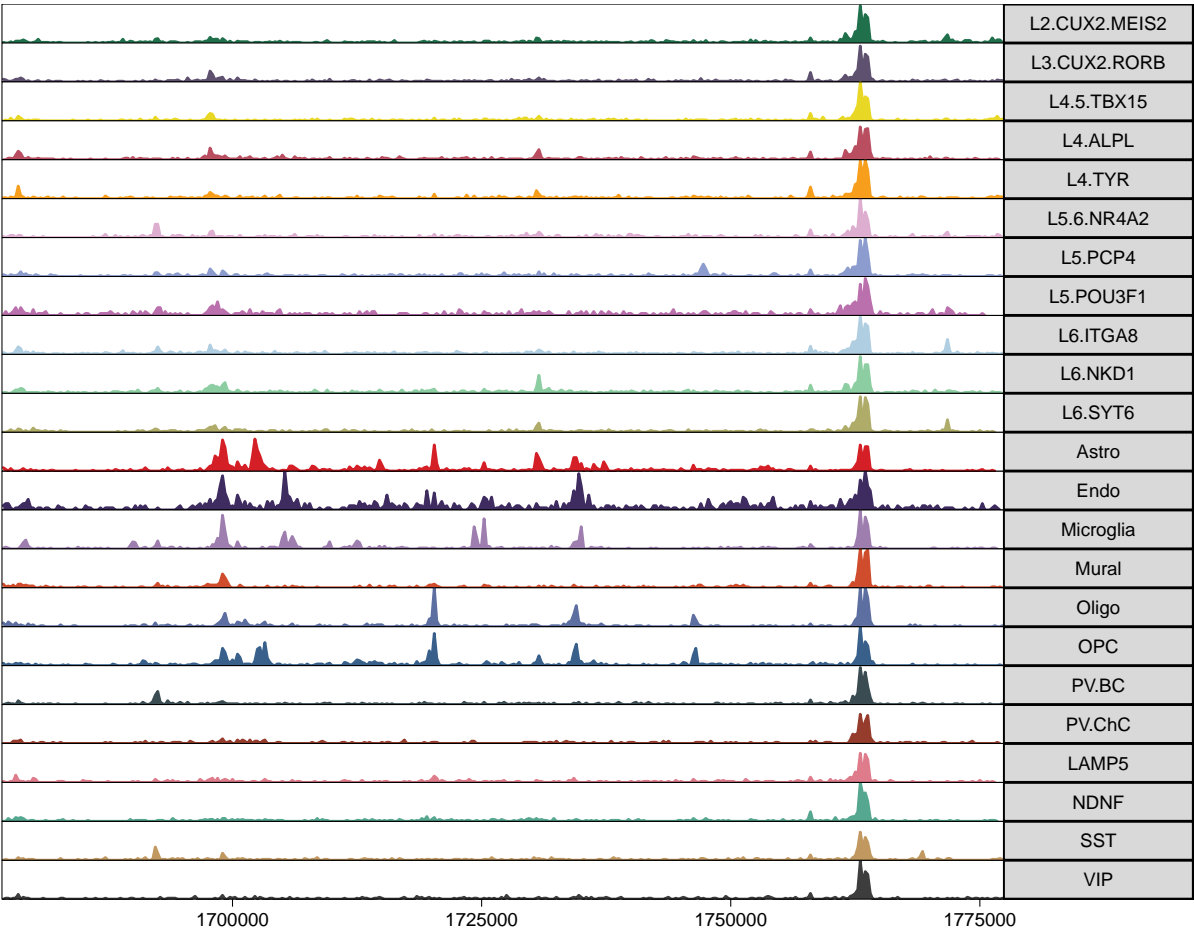 L2.CUX2.MEIS2
L3.CUX2.RORB
L4.5.TBX15
L4.ALPL
L4.TYR
L5.6.NR4A2
L5.PCP4
L5.POU3F1
L6.ITGA8
L6.NKD1
L6.SYT6
Astro
Endo
Microglia
Mural
Oligo
OPC
PV.BC
PV.ChC
LAMP5
NDNF
SST
VIP
1700000 1725000 1750000 1775000